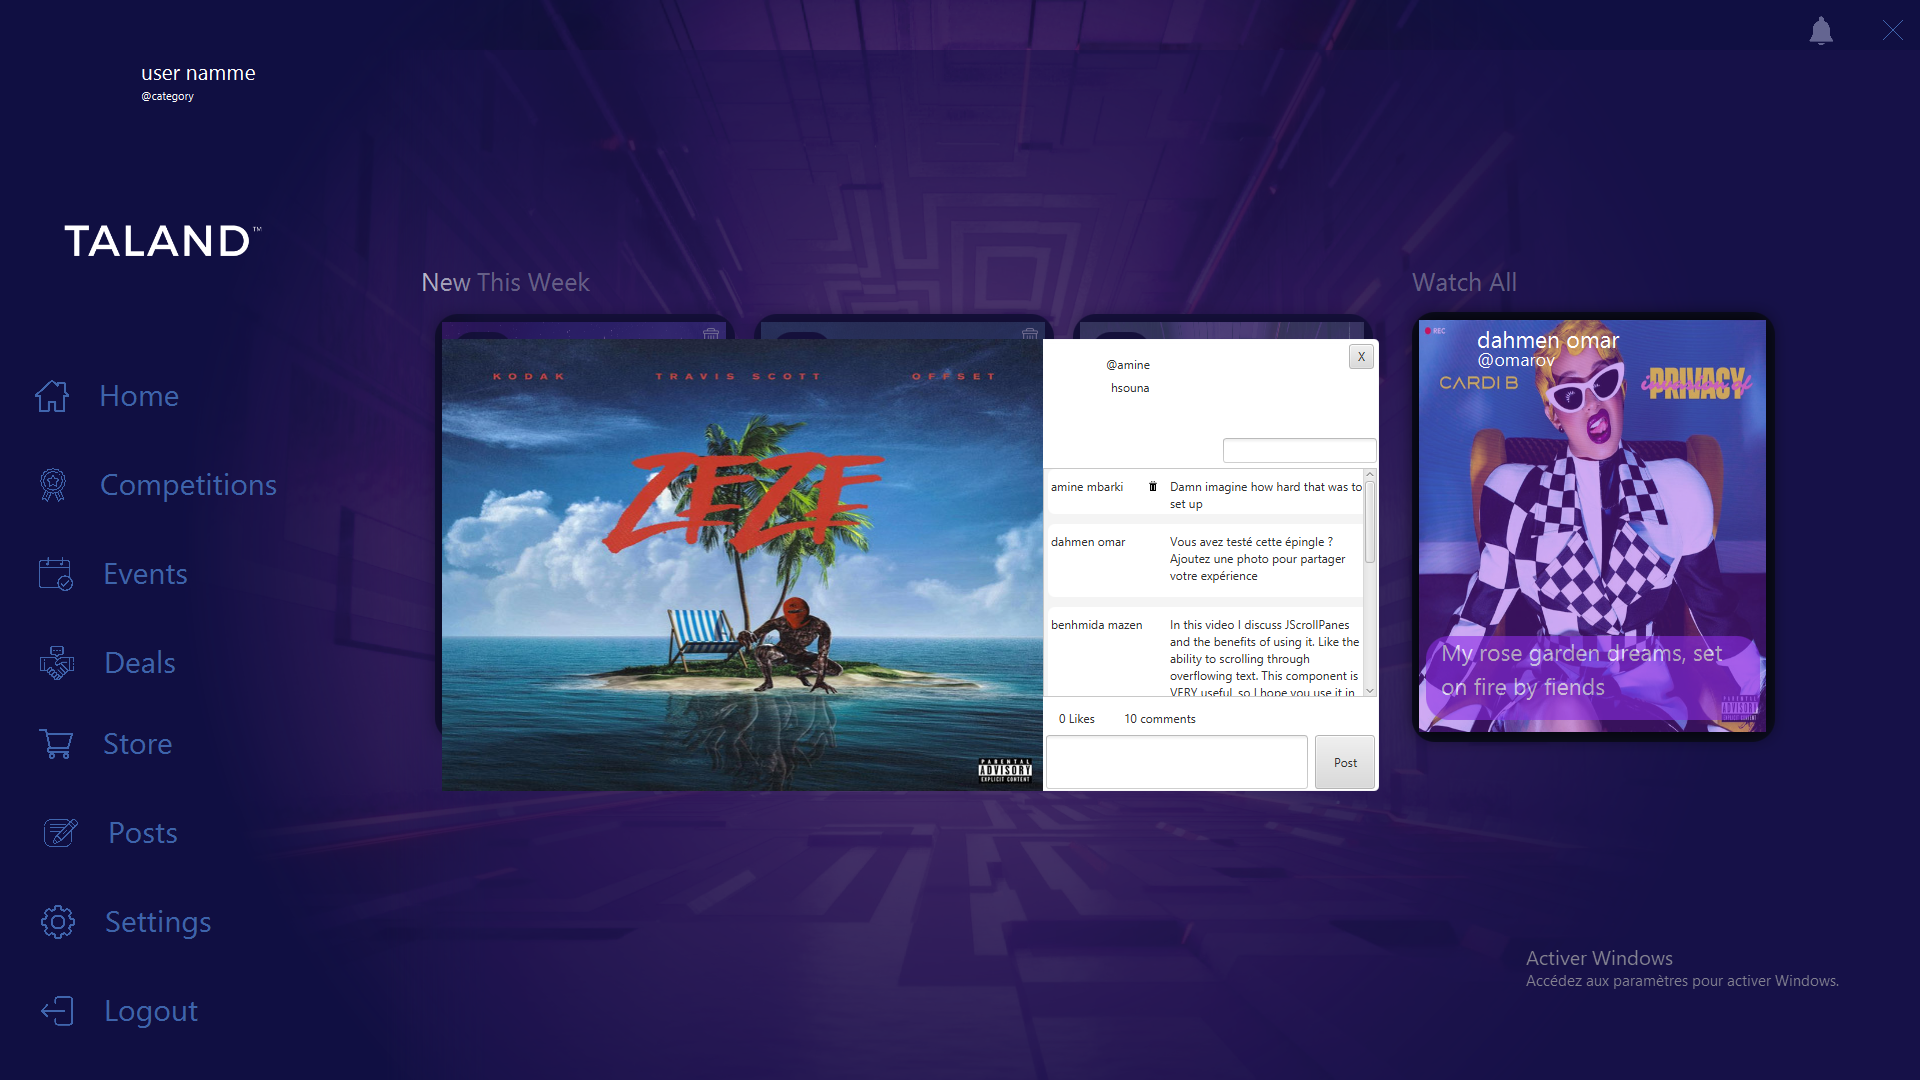 user namme
@category
TALAND™
Home
Competitions
Events
Deals
Store
Posts
Settings
Logout
New This Week
KODAK TRAVIS SCOTT OFFSET
ZEZE
PARENTAL
ADVISORY
EXPLICIT CONTENT
@amine
hsouna
X
amine mbarki
Damn imagine how hard that was to
set up
dahmen omar
Vous avez testé cette épingle ?
Ajoutez une photo pour partager
votre expérience
benhmida mazen
In this video I discuss JScrollPanes
and the benefits of using it. Like the
ability to scrolling through
overflowing text. This component is
VERY useful, so I hope you use it in
0 Likes
10 comments
Post
Watch All
REC
dahmen omar
@omarov
CARDI B
invasion of
PRIVACY
My rose garden dreams, set
on fire by fiends
PARENTAL
ADVISORY
EXPLICIT CONTENT
Activer Windows
Accédez aux paramètres pour activer Windows.